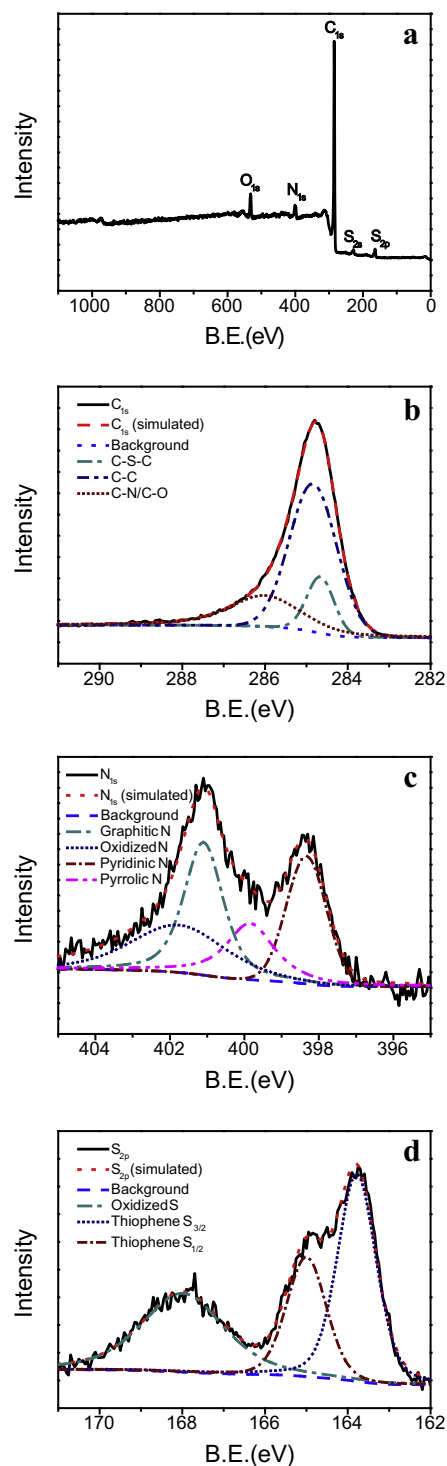 a
C1s
O1s
N1s
S2s
S2p
Intensity
1000 800 600 400 200 0
B.E.(eV)
b
C1s
C1s (simulated)
Background
C-S-C
C-C
C-N/C-O
Intensity
290 288 286 284 282
B.E.(eV)
c
N1s
N1s (simulated)
Background
Graphitic N
Oxidized N
Pyridinic N
Pyrrolic N
Intensity
404 402 400 398 396
B.E.(eV)
d
S2p
S2p (simulated)
Background
Oxidized S
Thiophene S3/2
Thiophene S1/2
Intensity
170 168 166 164 162
B.E.(eV)